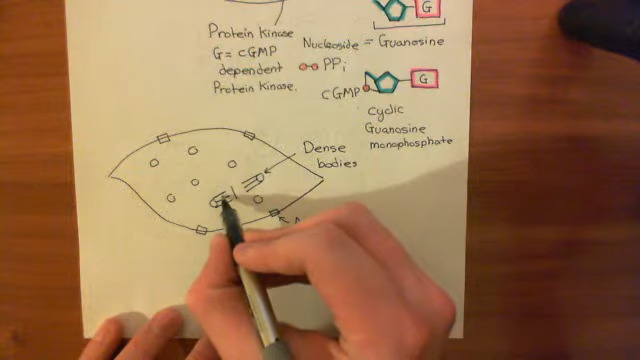 G
Protein kinase
G = cGMP
dependent
Protein kinase.
Nucleoside = Guanosine
PPi
G
cGMP
cyclic
Guanosine
monophosphate
Dense
bodies